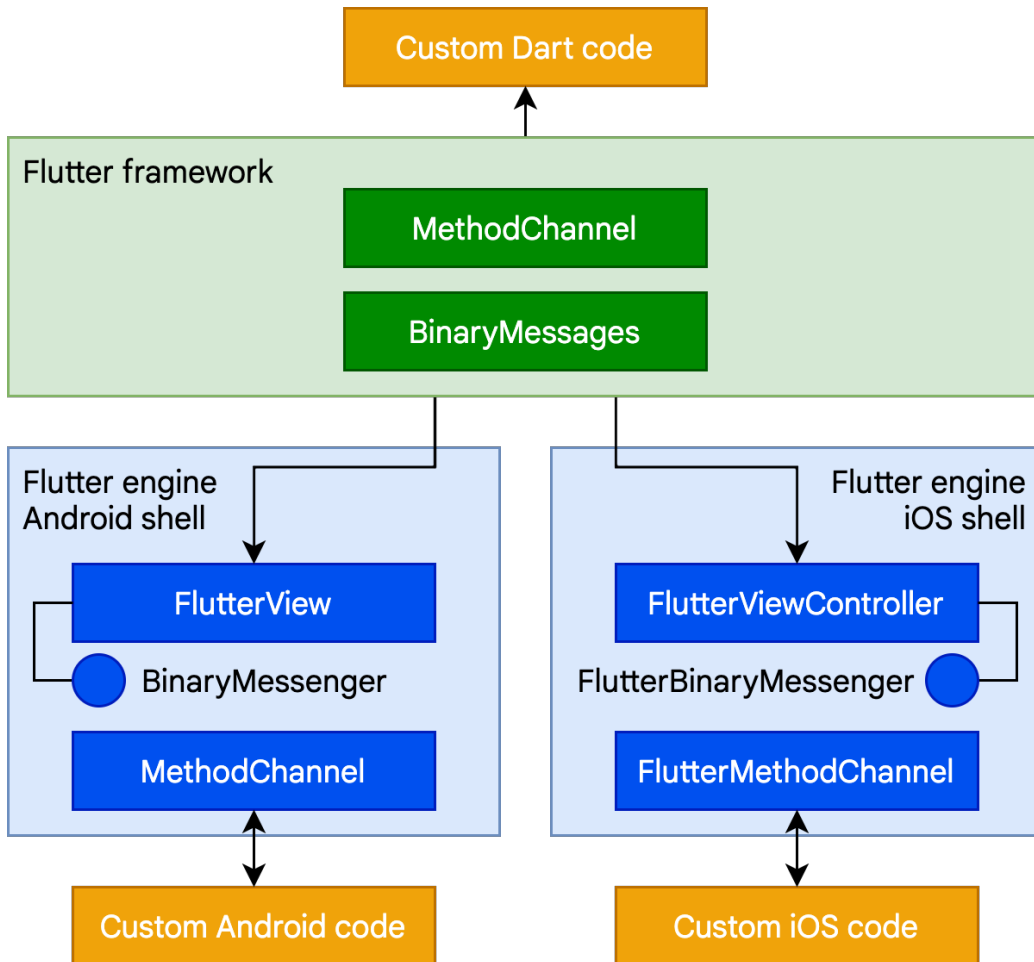 Custom Dart code
Flutter framework
MethodChannel
BinaryMessages
Flutter engine
Android shell
FlutterView
BinaryMessenger
MethodChannel
Custom Android code
Flutter engine
iOS shell
FlutterViewController
FlutterBinaryMessenger
FlutterMethodChannel
Custom iOS code